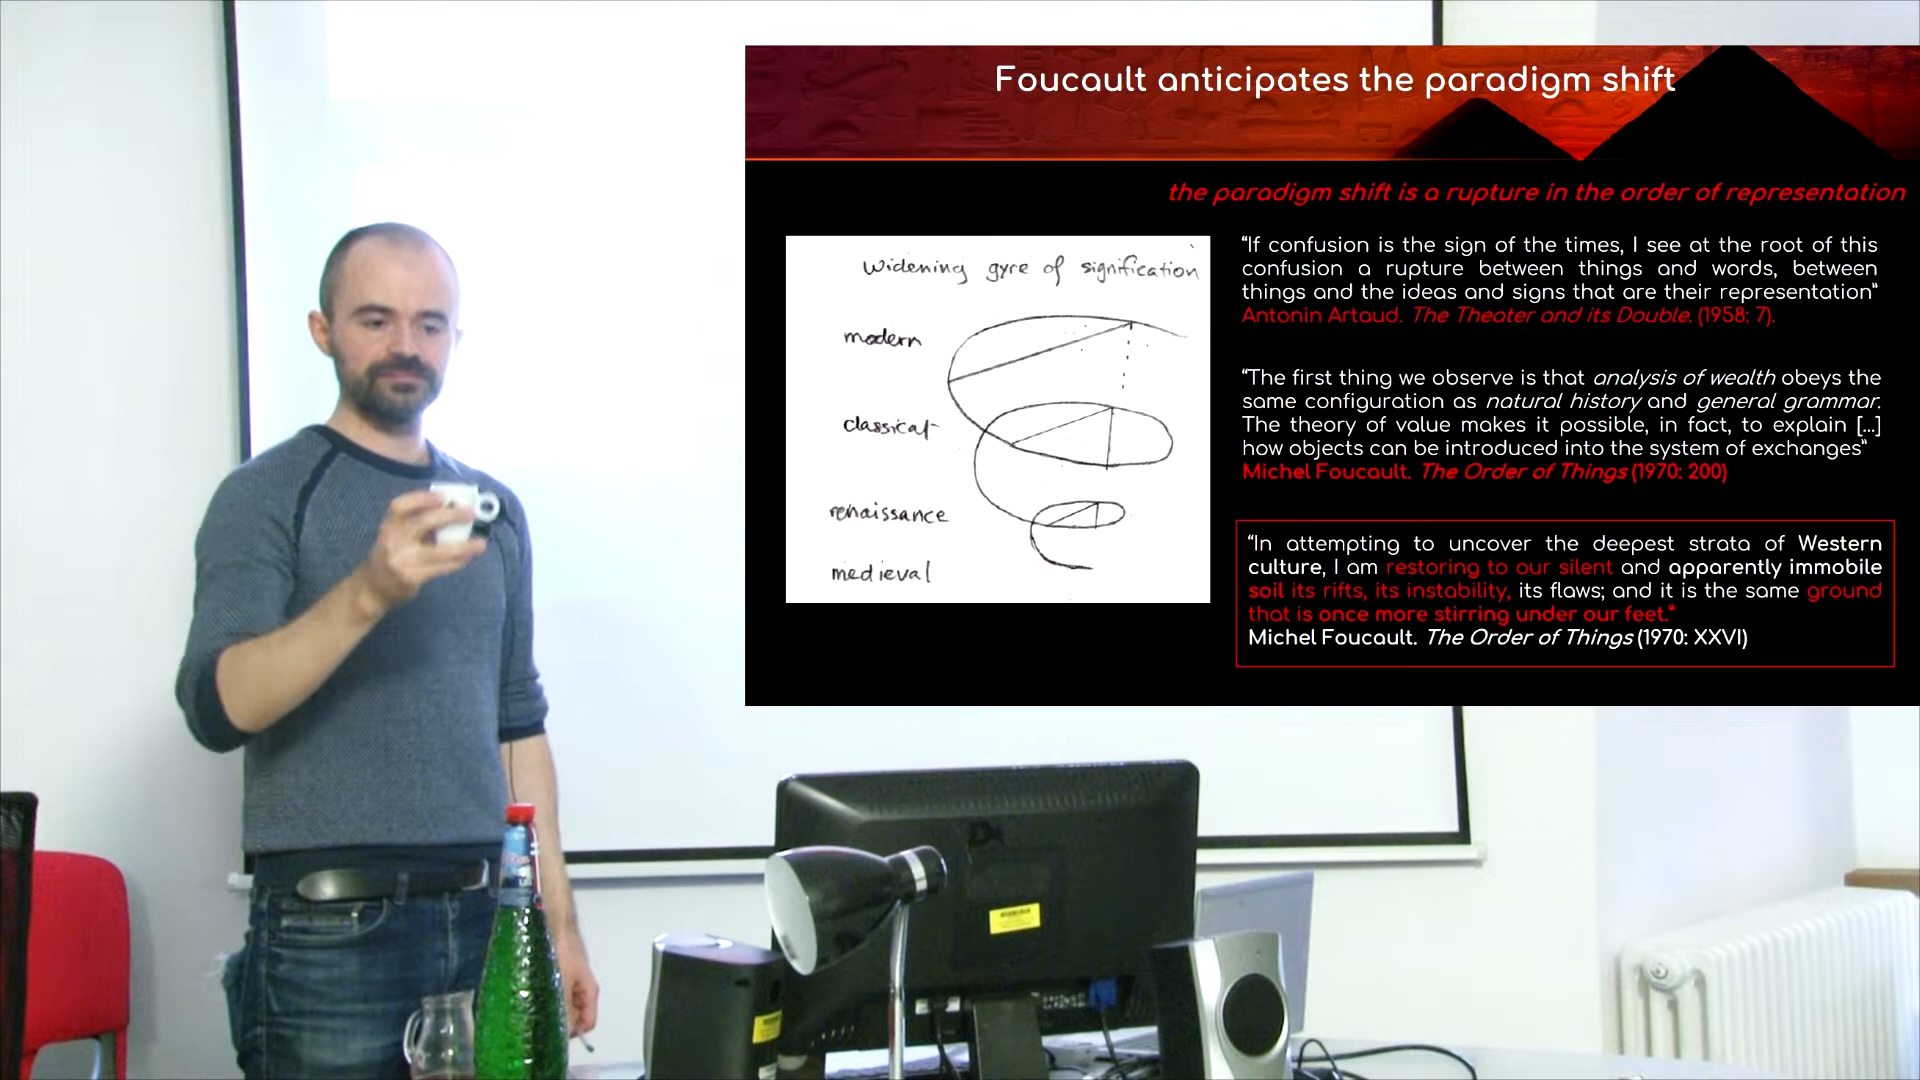 Foucault anticipates the paradigm shift
the paradigm shift is a rupture in the order of representation
Widening gyre of signification
modern
classical
renaissance
medieval
“If confusion is the sign of the times, I see at the root of this
confusion a rupture between things and words, between
things and the ideas and signs that are their representation”
Antonin Artaud. The Theater and its Double. (1958: 7).
“The first thing we observe is that analysis of wealth obeys the
same configuration as natural history and general grammar.
The theory of value makes it possible, in fact, to explain [...]
how objects can be introduced into the system of exchanges”
Michel Foucault. The Order of Things (1970: 200)
“In attempting to uncover the deepest strata of Western
culture, I am restoring to our silent and apparently immobile
soil its rifts, its instability, its flaws; and it is the same ground
that is once more stirring under our feet.”
Michel Foucault. The Order of Things (1970: XXVI)